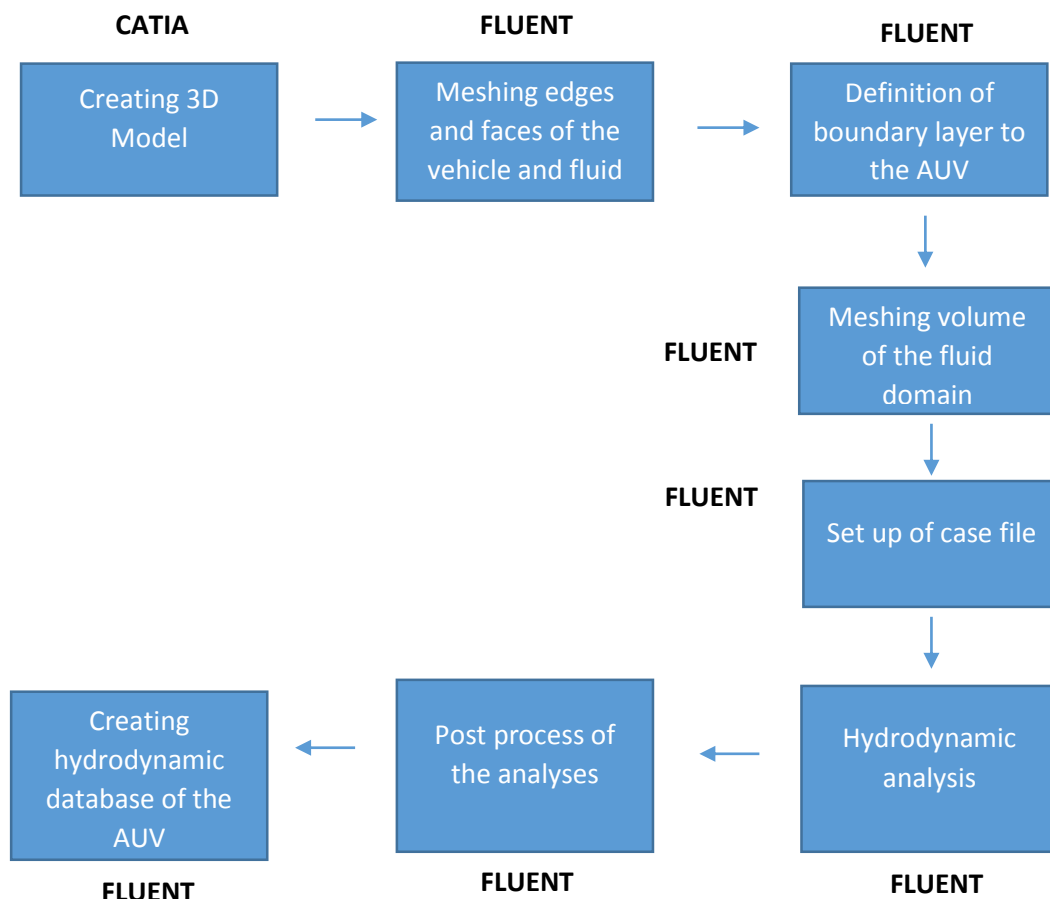 CATIA
Creating 3D
Model
FLUENT
Meshing edges
and faces of the
vehicle and fluid
FLUENT
Definition of
boundary layer to
the AUV
FLUENT
Meshing volume
of the fluid
domain
FLUENT
Set up of case file
Hydrodynamic
analysis
FLUENT
Post process of
the analyses
FLUENT
Creating
hydrodynamic
database of the
AUV
FLUENT